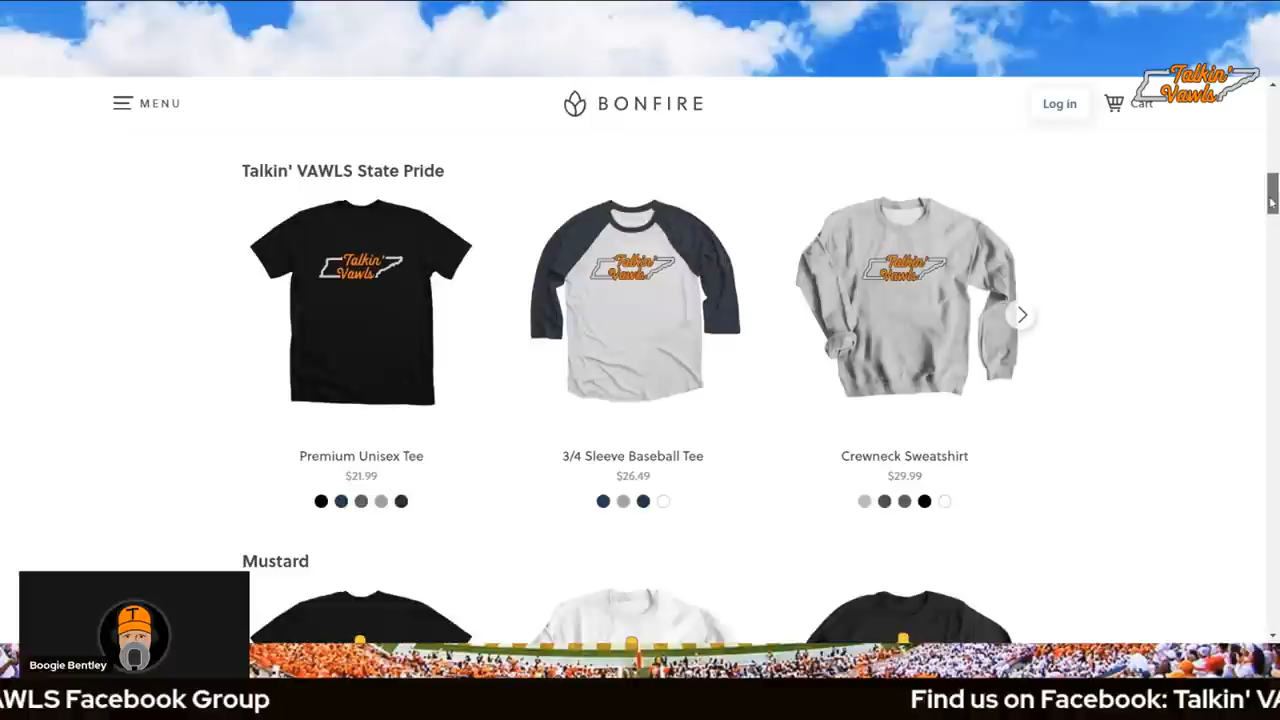 Talkin'
Vawls
MENU
BONFIRE
Log in
Cart
Talkin' VAWLS State Pride
Talkin'
Vawls
Talkin'
Vawls
Talkin'
Vawls
Premium Unisex Tee
$21.99
3/4 Sleeve Baseball Tee
$26.49
Crewneck Sweatshirt
$29.99
Mustard
T
Boogie Bentley
AWLS Facebook Group
Find us on Facebook: Talkin' VA